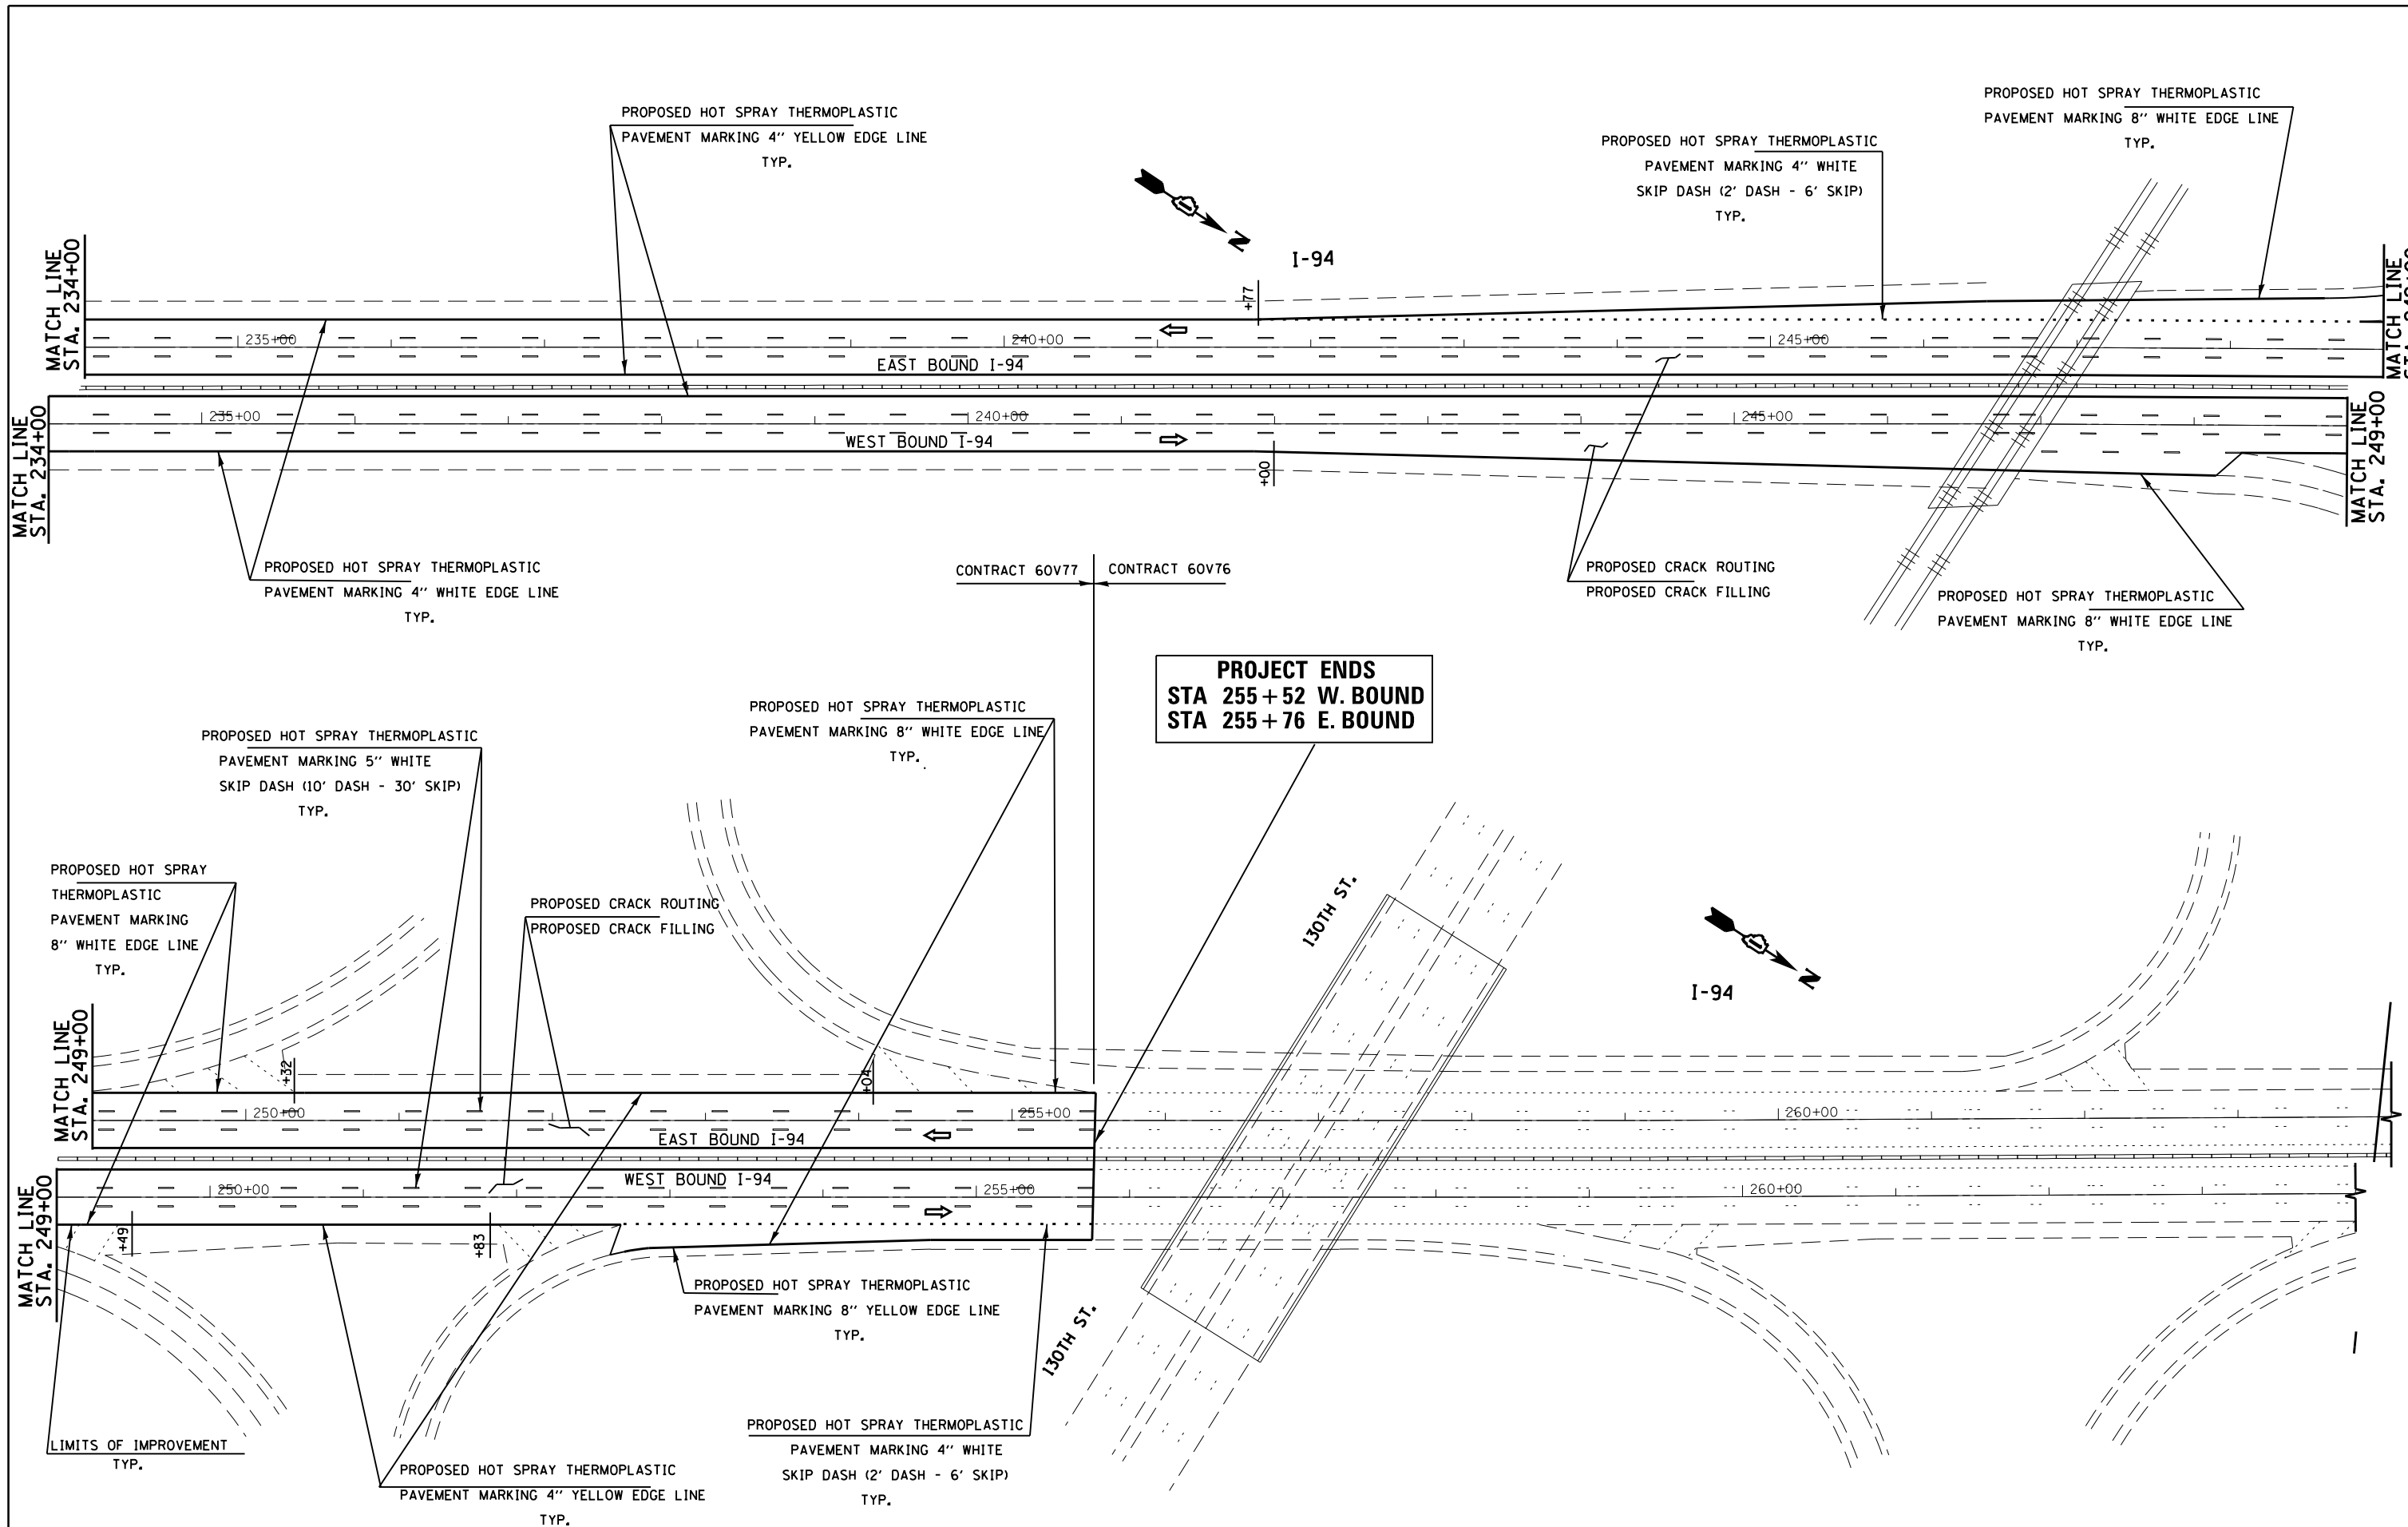 PROPOSED HOT SPRAY THERMOPLASTIC
PAVEMENT MARKING 4'' YELLOW EDGE LINE
TYP.
PROPOSED HOT SPRAY THERMOPLASTIC
PAVEMENT MARKING 4'' WHITE
SKIP DASH (2' DASH - 6' SKIP)
TYP.
PROPOSED HOT SPRAY THERMOPLASTIC
PAVEMENT MARKING 8'' WHITE EDGE LINE
TYP.
N
I-94
MATCH LINE
STA. 234+00
+77
MATCH LINE
235+00
240+00
245+00
EAST BOUND I-94
MATCH LINE
STA. 234+00
235+00
240+00
245+00
WEST BOUND I-94
+00
MATCH LINE
STA. 249+00
PROPOSED HOT SPRAY THERMOPLASTIC
PAVEMENT MARKING 4'' WHITE EDGE LINE
TYP.
CONTRACT 60V77
CONTRACT 60V76
PROPOSED CRACK ROUTING
PROPOSED CRACK FILLING
PROPOSED HOT SPRAY THERMOPLASTIC
PAVEMENT MARKING 8'' WHITE EDGE LINE
TYP.
PROJECT ENDS
STA 255+52 W. BOUND
STA 255+76 E. BOUND
PROPOSED HOT SPRAY THERMOPLASTIC
PAVEMENT MARKING 8'' WHITE EDGE LINE
TYP.
PROPOSED HOT SPRAY THERMOPLASTIC
PAVEMENT MARKING 5'' WHITE
SKIP DASH (10' DASH - 30' SKIP)
TYP.
PROPOSED HOT SPRAY
THERMOPLASTIC
PAVEMENT MARKING
8'' WHITE EDGE LINE
TYP.
PROPOSED CRACK ROUTING
PROPOSED CRACK FILLING
130TH ST.
N
I-94
MATCH LINE
STA. 249+00
+32
+04
250+00
255+00
260+00
EAST BOUND I-94
MATCH LINE
STA. 249+00
WEST BOUND I-94
250+00
255+00
260+00
+49
+83
PROPOSED HOT SPRAY THERMOPLASTIC
PAVEMENT MARKING 8'' YELLOW EDGE LINE
TYP.
130TH ST.
PROPOSED HOT SPRAY THERMOPLASTIC
PAVEMENT MARKING 4'' WHITE
SKIP DASH (2' DASH - 6' SKIP)
TYP.
LIMITS OF IMPROVEMENT
TYP.
PROPOSED HOT SPRAY THERMOPLASTIC
PAVEMENT MARKING 4'' YELLOW EDGE LINE
TYP.